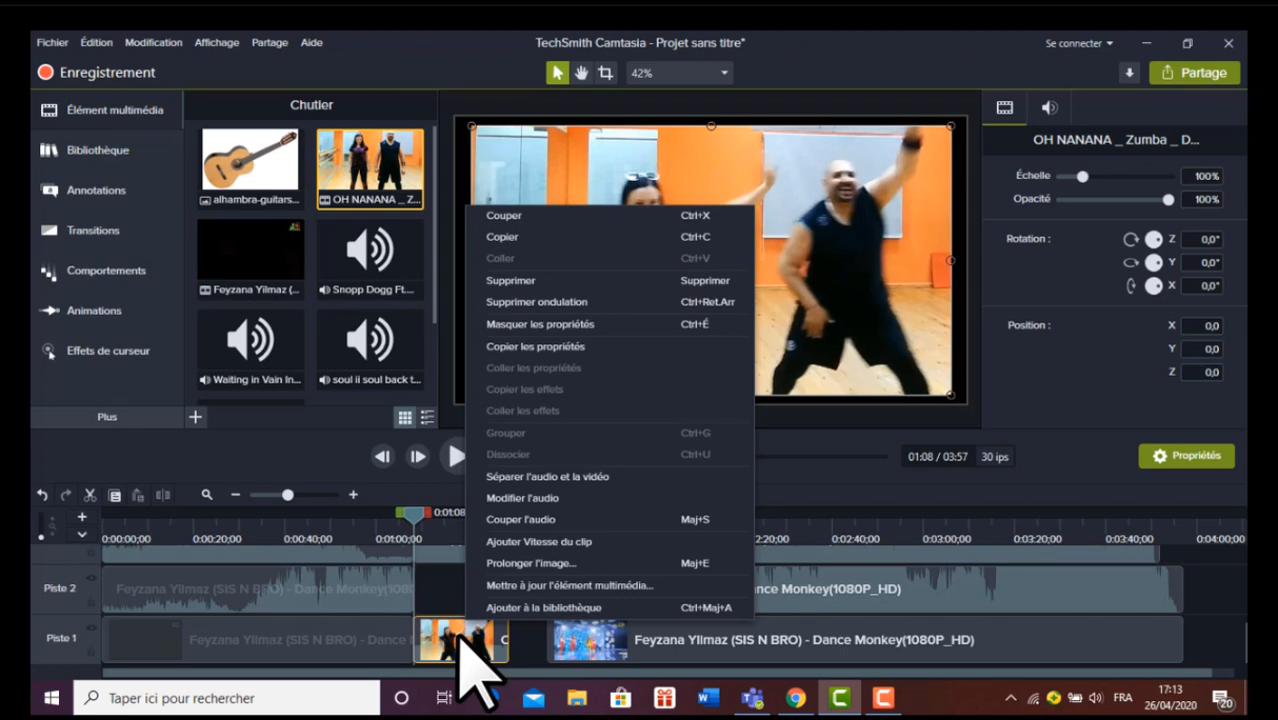 Fichier Édition Modification Affichage Partage Aide
TechSmith Camtasia - Projet sans titre*
Se connecter
Enregistrement
42%
Partage
Élément multimédia
Bibliothèque
Annotations
Transitions
Comportements
Animations
Effets de curseur
Plus
Chutier
alhambra-guitars...
OH NANANA _ Z...
Feyzana Yilmaz (...
Snopp Dogg Ft....
Waiting in Vain In...
soul ii soul back t...
Couper Ctrl+X
Copier Ctrl+C
Coller Ctrl+V
Supprimer Supprimer
Supprimer ondulation Ctrl+Ret.Arr
Masquer les propriétés Ctrl+É
Copier les propriétés
Coller les propriétés
Copier les effets
Coller les effets
Grouper Ctrl+G
Dissocier Ctrl+U
Séparer l'audio et la vidéo
Modifier l'audio
Couper l'audio Maj+S
Ajouter Vitesse du clip
Prolonger l'image... Maj+E
Mettre à jour l'élément multimédia...
Ajouter à la bibliothèque Ctrl+Maj+A
OH NANANA _ Zumba _ D...
Échelle 100%
Opacité 100%
Rotation : Z 0,0°
Y 0,0°
X 0,0°
Position : X 0,0
Y 0,0
Z 0,0
01:08 / 03:57 30 ips
Propriétés
0:01:08
0:00:00;00 0:00:20;00 0:00:40;00 0:01:00;00 2:20;00 0:02:40;00 0:03:00;00 0:03:20;00 0:03:40;00 0:04:00;00
Piste 2
Feyzana Yilmaz (SIS N BRO) - Dance Monkey(108
nce Monkey(1080P_HD)
Piste 1
Feyzana Yilmaz (SIS N BRO) - Dance
Feyzana Yilmaz (SIS N BRO) - Dance Monkey(1080P_HD)
Taper ici pour rechercher
FRA
17:13
26/04/2020
20